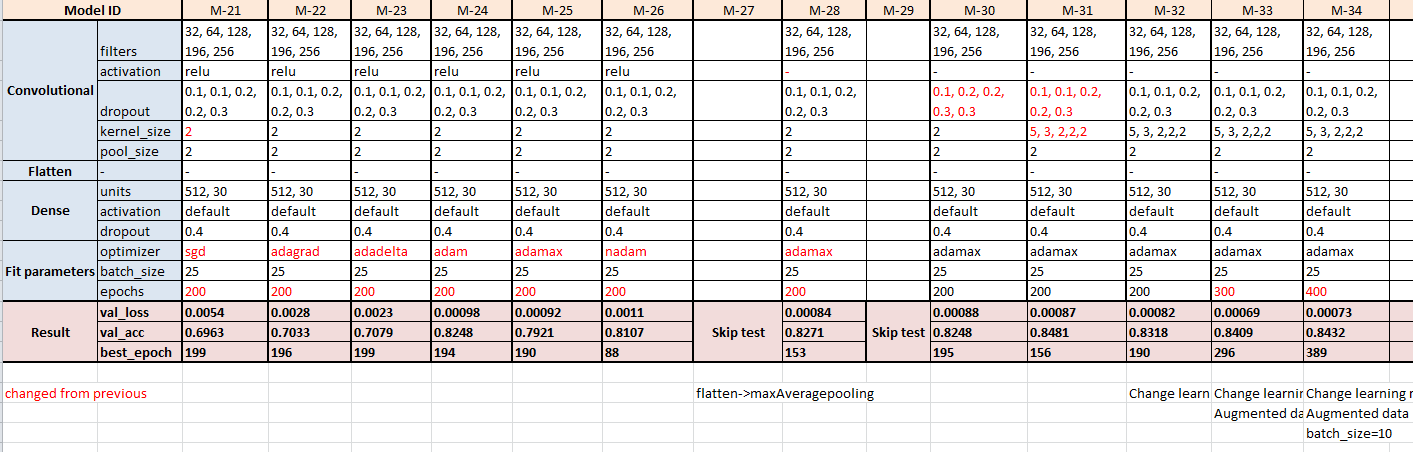 Model ID M-21 M-22 M-23 M-24 M-25 M-26 M-27 M-28 M-29 M-30 M-31 M-32 M-33 M-34
32, 64, 128, 32, 64, 128, 32, 64, 128, 32, 64, 128, 32, 64, 128, 32, 64, 128, 32, 64, 128, 32, 64, 128, 32, 64, 128, 32, 64, 128, 32, 64, 128, 32, 64, 128,
filters 196, 256 196, 256 196, 256 196, 256 196, 256 196, 256 196, 256 196, 256 196, 256 196, 256 196, 256 196, 256
activation relu relu relu relu relu relu - - - - - -
Convolutional 0.1, 0.1, 0.2, 0.1, 0.1, 0.2, 0.1, 0.1, 0.2, 0.1, 0.1, 0.2, 0.1, 0.1, 0.2, 0.1, 0.1, 0.2, 0.1, 0.1, 0.2, 0.1, 0.2, 0.2, 0.1, 0.1, 0.2, 0.1, 0.1, 0.2, 0.1, 0.1, 0.2, 0.1, 0.1, 0.2,
dropout 0.2, 0.3 0.2, 0.3 0.2, 0.3 0.2, 0.3 0.2, 0.3 0.2, 0.3 0.2, 0.3 0.3, 0.3 0.2, 0.3 0.2, 0.3 0.2, 0.3 0.2, 0.3
kernel_size 2 2 2 2 2 2 2 2 5, 3, 2,2,2 5, 3, 2,2,2 5, 3, 2,2,2 5, 3, 2,2,2
pool_size 2 2 2 2 2 2 2 2 2 2 2 2
Flatten - - - - - - - - - - - -
units 512, 30 512, 30 512, 30 512, 30 512, 30 512, 30 512, 30 512, 30 512, 30 512, 30 512, 30 512, 30
Dense activation default default default default default default default default default default default default
dropout 0.4 0.4 0.4 0.4 0.4 0.4 0.4 0.4 0.4 0.4 0.4 0.4
optimizer sgd adagrad adadelta adam adamax nadam adamax adamax adamax adamax adamax adamax
Fit parameters batch_size 25 25 25 25 25 25 25 25 25 25 25 25
epochs 200 200 200 200 200 200 200 200 200 200 300 400
val_loss 0.0054 0.0028 0.0023 0.00098 0.00092 0.0011 0.00084 0.00088 0.00087 0.00082 0.00069 0.00073
Result val_acc 0.6963 0.7033 0.7079 0.8248 0.7921 0.8107 Skip test 0.8271 Skip test 0.8248 0.8481 0.8318 0.8409 0.8432
best_epoch 199 196 199 194 190 88 153 195 156 190 296 389
changed from previous flatten->maxAveragepooling Change learn Change learnin Change learning r
Augmented da Augmented data
batch_size=10